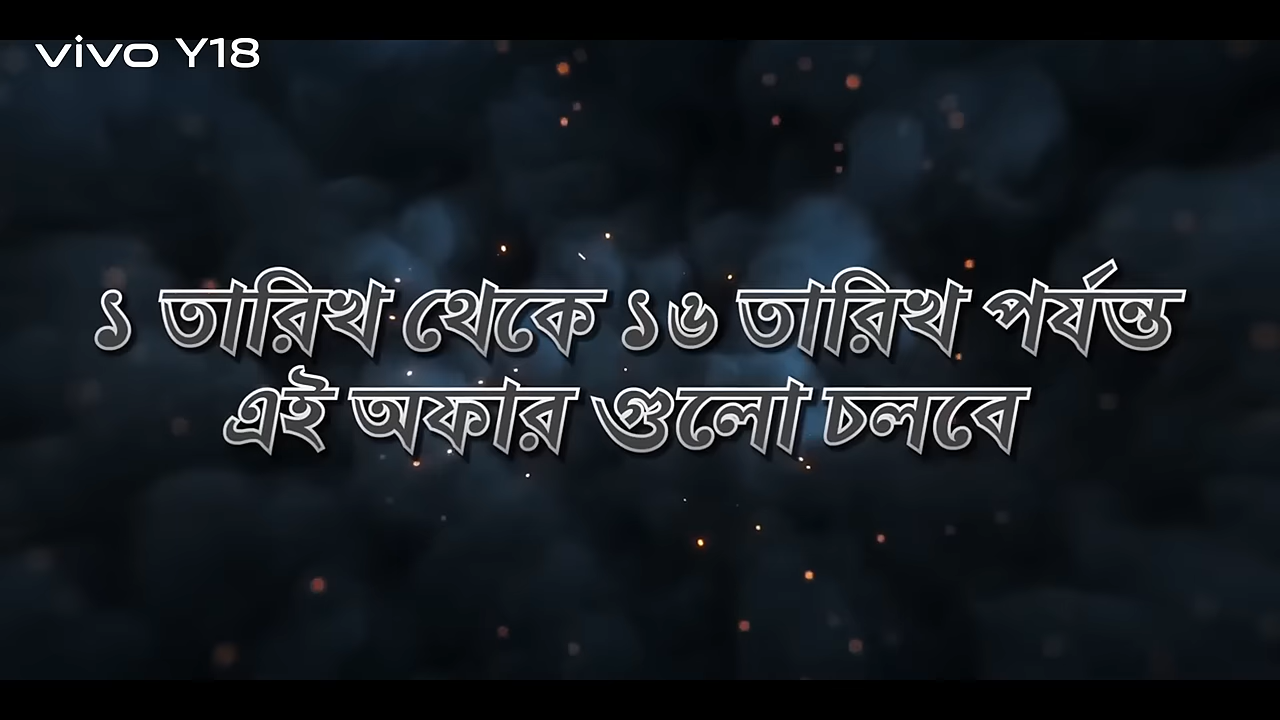 vivo Y18
১ তারিখ থেকে ১৬ তারিখ পর্যন্ত
এই অফার গুলো চলবে